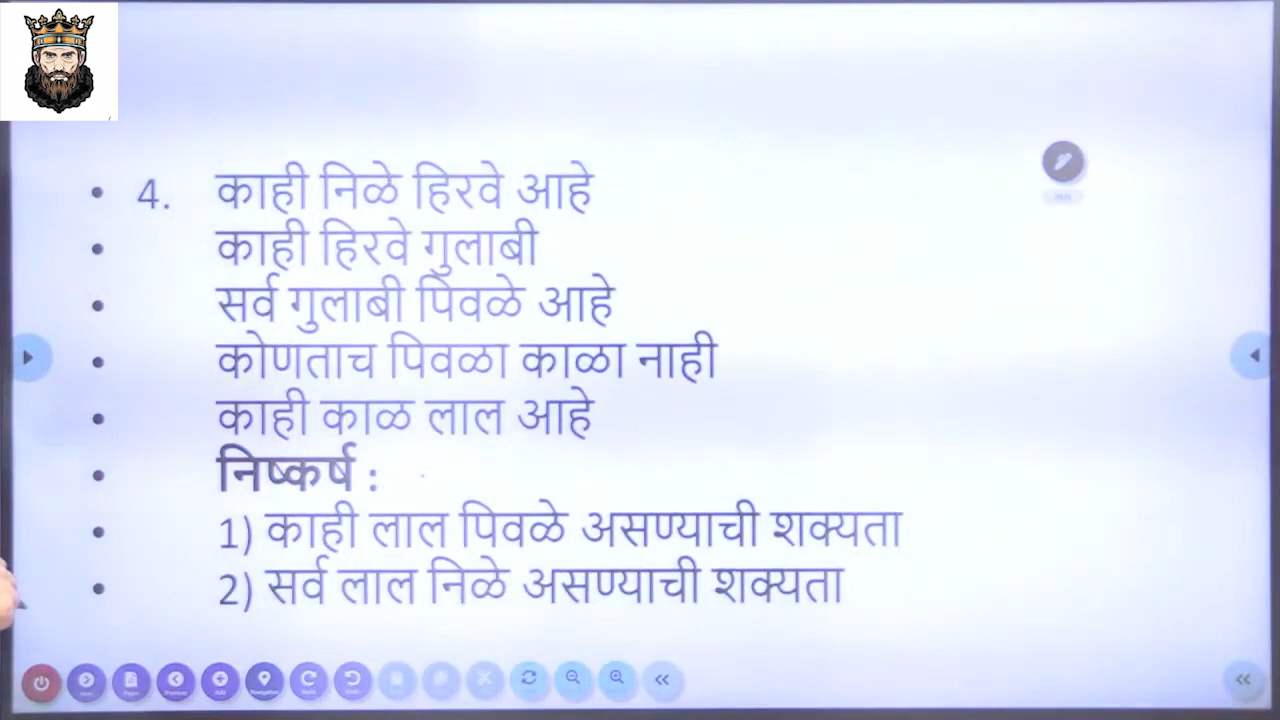 4. काही निळे हिरवे आहे
काही हिरवे गुलाबी
सर्व गुलाबी पिवळे आहे
कोणताच पिवळा काळा नाही
काही काळ लाल आहे
निष्कर्ष :
1) काही लाल पिवळे असण्याची शक्यता
2) सर्व लाल निळे असण्याची शक्यता